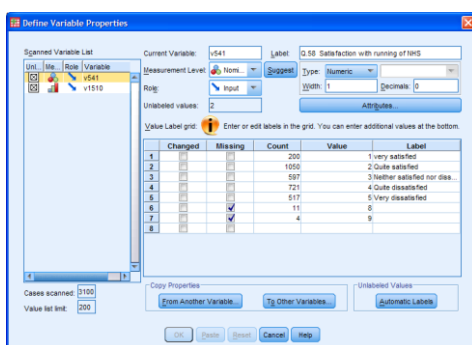 Define Variable Properties
Scanned Variable List
Unl... Me... Role Variable
v541
v1510
Cases scanned: 3100
Value list limit: 200
Current Variable: v541 Label: Q.58 Satisfaction with running of NHS
Measurement Level: Nomi... Suggest Type: Numeric
Role: Input Width: 1 Decimals: 0
Unlabeled values: 2 Attributes...
Value Label grid: Enter or edit labels in the grid. You can enter additional values at the bottom.
Changed Missing Count Value Label
1 200 1 very satisfied
2 1050 2 Quite satisfied
3 597 3 Neither satisfied nor diss...
4 721 4 Quite dissatisfied
5 517 5 Very dissatisfied
6 11 8
7 4 9
8
Copy Properties Unlabeled Values
From Another Variable... To Other Variables... Automatic Labels
OK Paste Reset Cancel Help